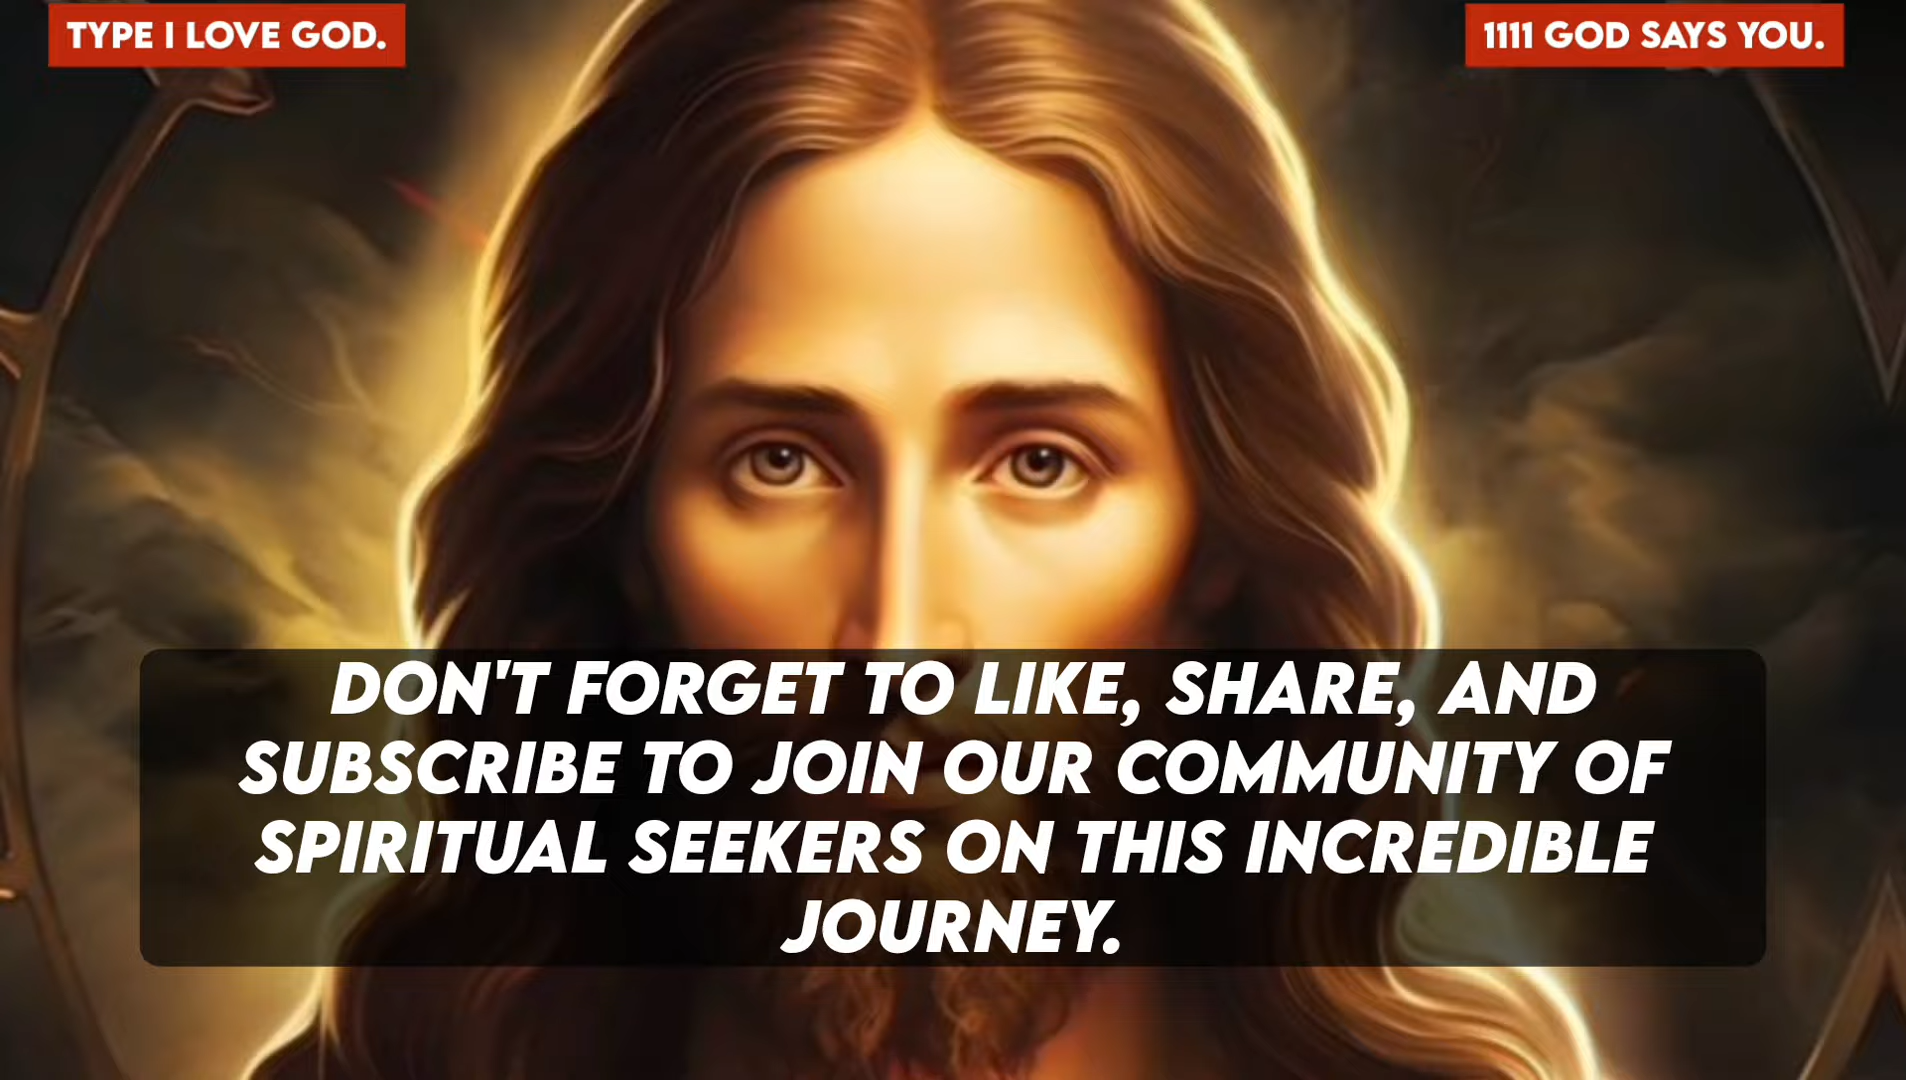 TYPE I LOVE GOD.
1111 GOD SAYS YOU.
DON'T FORGET TO LIKE, SHARE, AND
SUBSCRIBE TO JOIN OUR COMMUNITY OF
SPIRITUAL SEEKERS ON THIS INCREDIBLE
JOURNEY.